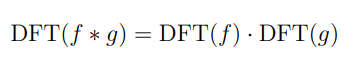 DFT(f ∗ g) = DFT(f) · DFT(g)